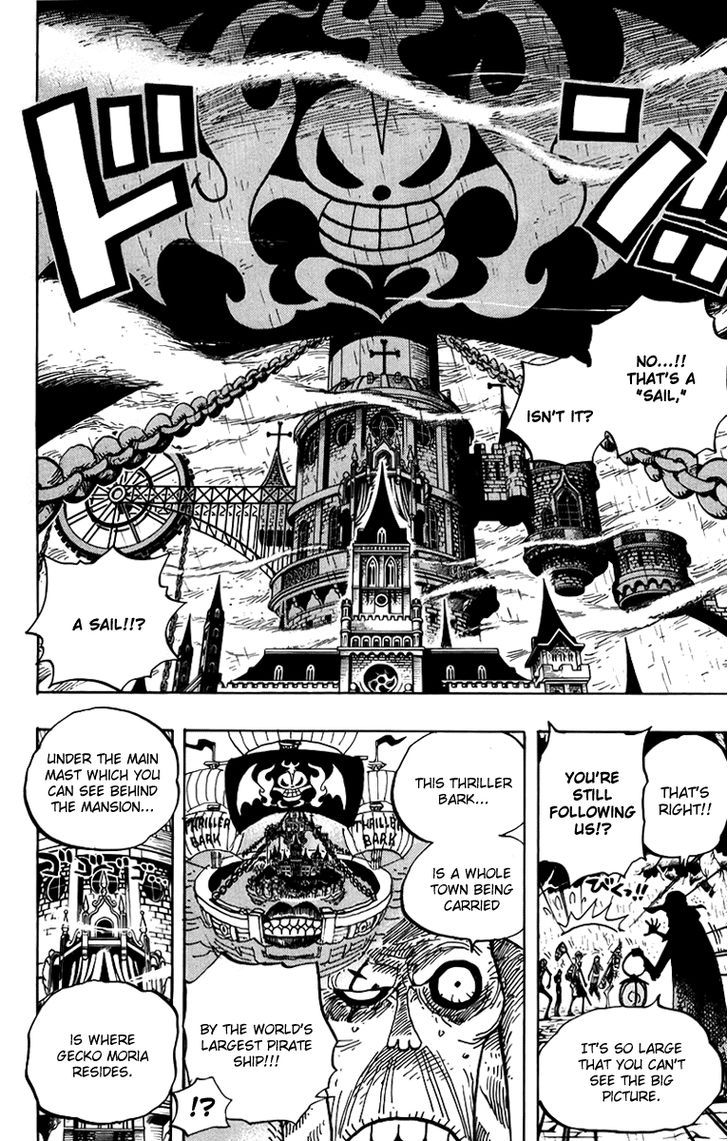 ドン!!
NO...!!
THAT'S A
"SAIL,"
ISN'T IT?
A SAIL!!?
THAT'S
RIGHT!!
YOU'RE
STILL
FOLLOWING
US!?
びくっ!!
IT'S SO LARGE
THAT YOU CAN'T
SEE THE BIG
PICTURE.
THIS THRILLER
BARK...
IS A WHOLE
TOWN BEING
CARRIED
THRILLER
BARK
THRILLER
BARK
BY THE WORLD'S
LARGEST PIRATE
SHIP!!!
!?
UNDER THE MAIN
MAST WHICH YOU
CAN SEE BEHIND
THE MANSION...
IS WHERE
GECKO MORIA
RESIDES.